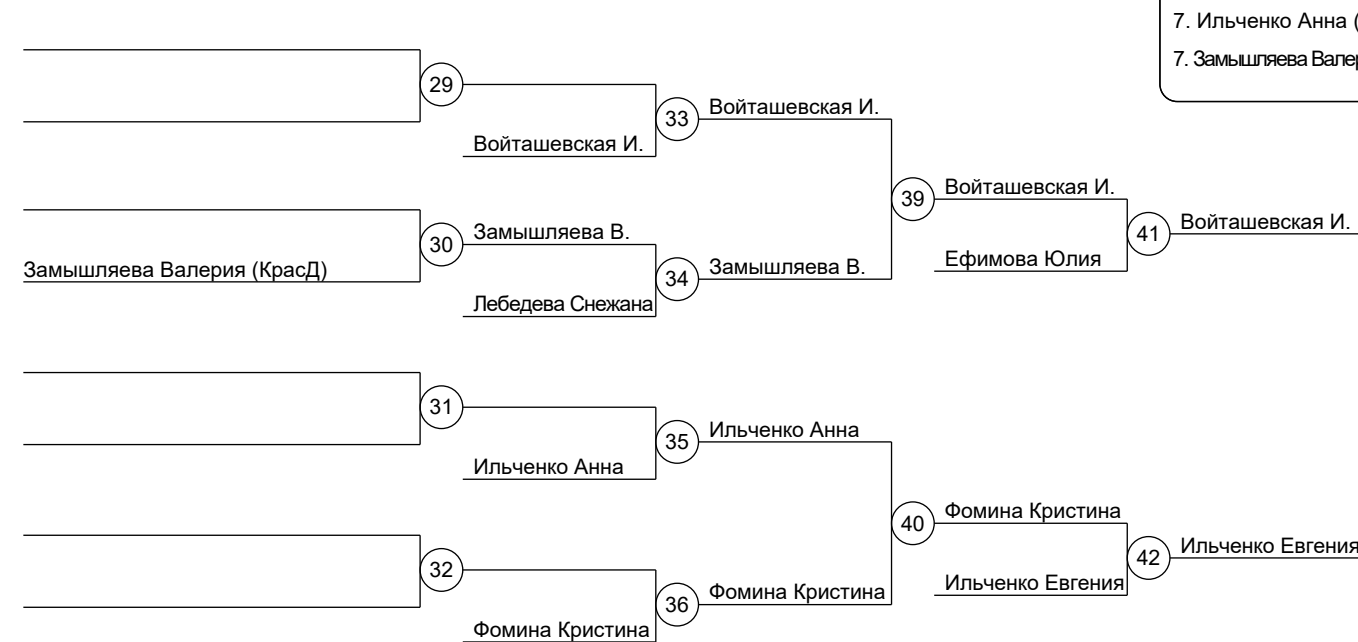 7. Ильченко Анна (
7. Замышляева Валер
29
Войташевская И.
33
Войташевская И.
Замышляева Валерия (КрасД)
30
Замышляева В.
Лебедева Снежана
34
Замышляева В.
39
Войташевская И.
Ефимова Юлия
41
Войташевская И.
31
Ильченко Анна
35
Ильченко Анна
32
Фомина Кристина
36
Фомина Кристина
40
Фомина Кристина
Ильченко Евгения
42
Ильченко Евгения